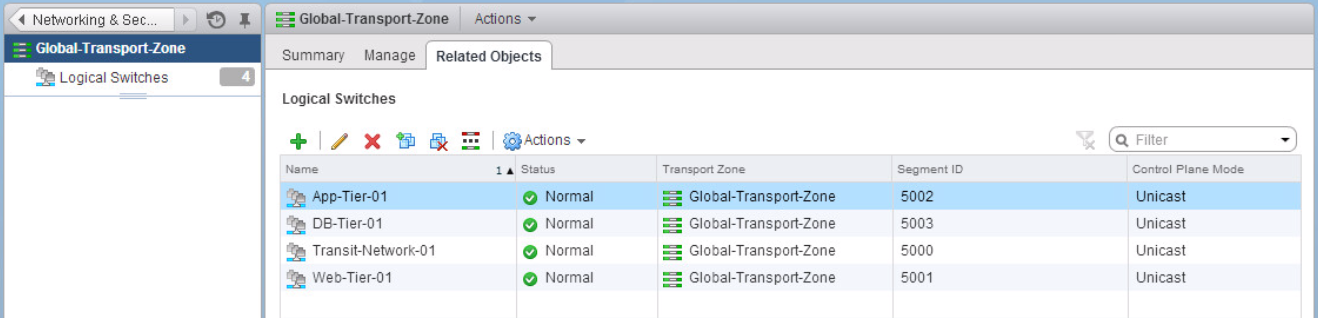 Networking & Sec...
Global-Transport-Zone
Logical Switches 4
Global-Transport-Zone Actions
Summary Manage Related Objects
Logical Switches
Actions Filter
Name 1 Status Transport Zone Segment ID Control Plane Mode
App-Tier-01 Normal Global-Transport-Zone 5002 Unicast
DB-Tier-01 Normal Global-Transport-Zone 5003 Unicast
Transit-Network-01 Normal Global-Transport-Zone 5000 Unicast
Web-Tier-01 Normal Global-Transport-Zone 5001 Unicast